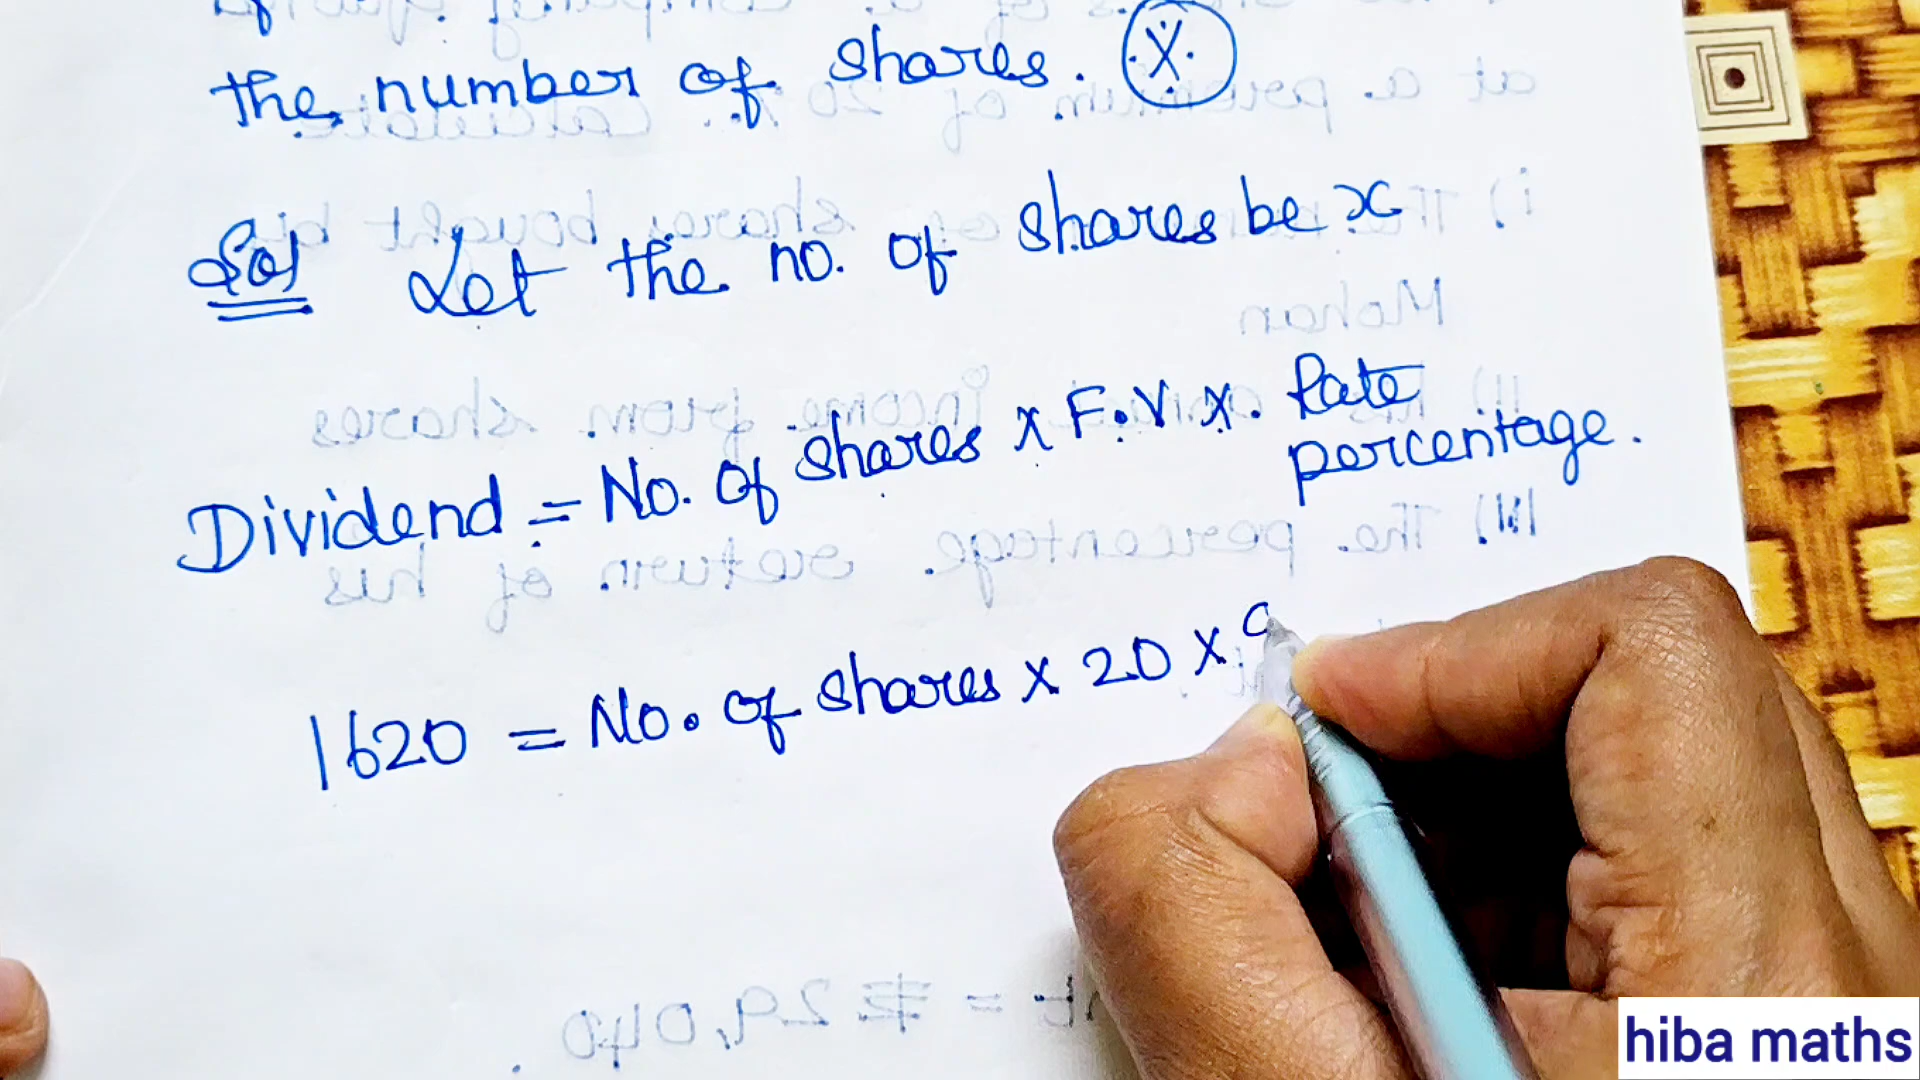 the number of shares. X
Sol Let the no. of shares be x
Dividend = No. of shares x F.V x Rate percentage.
1620 = No. of shares x 20 x
hiba maths